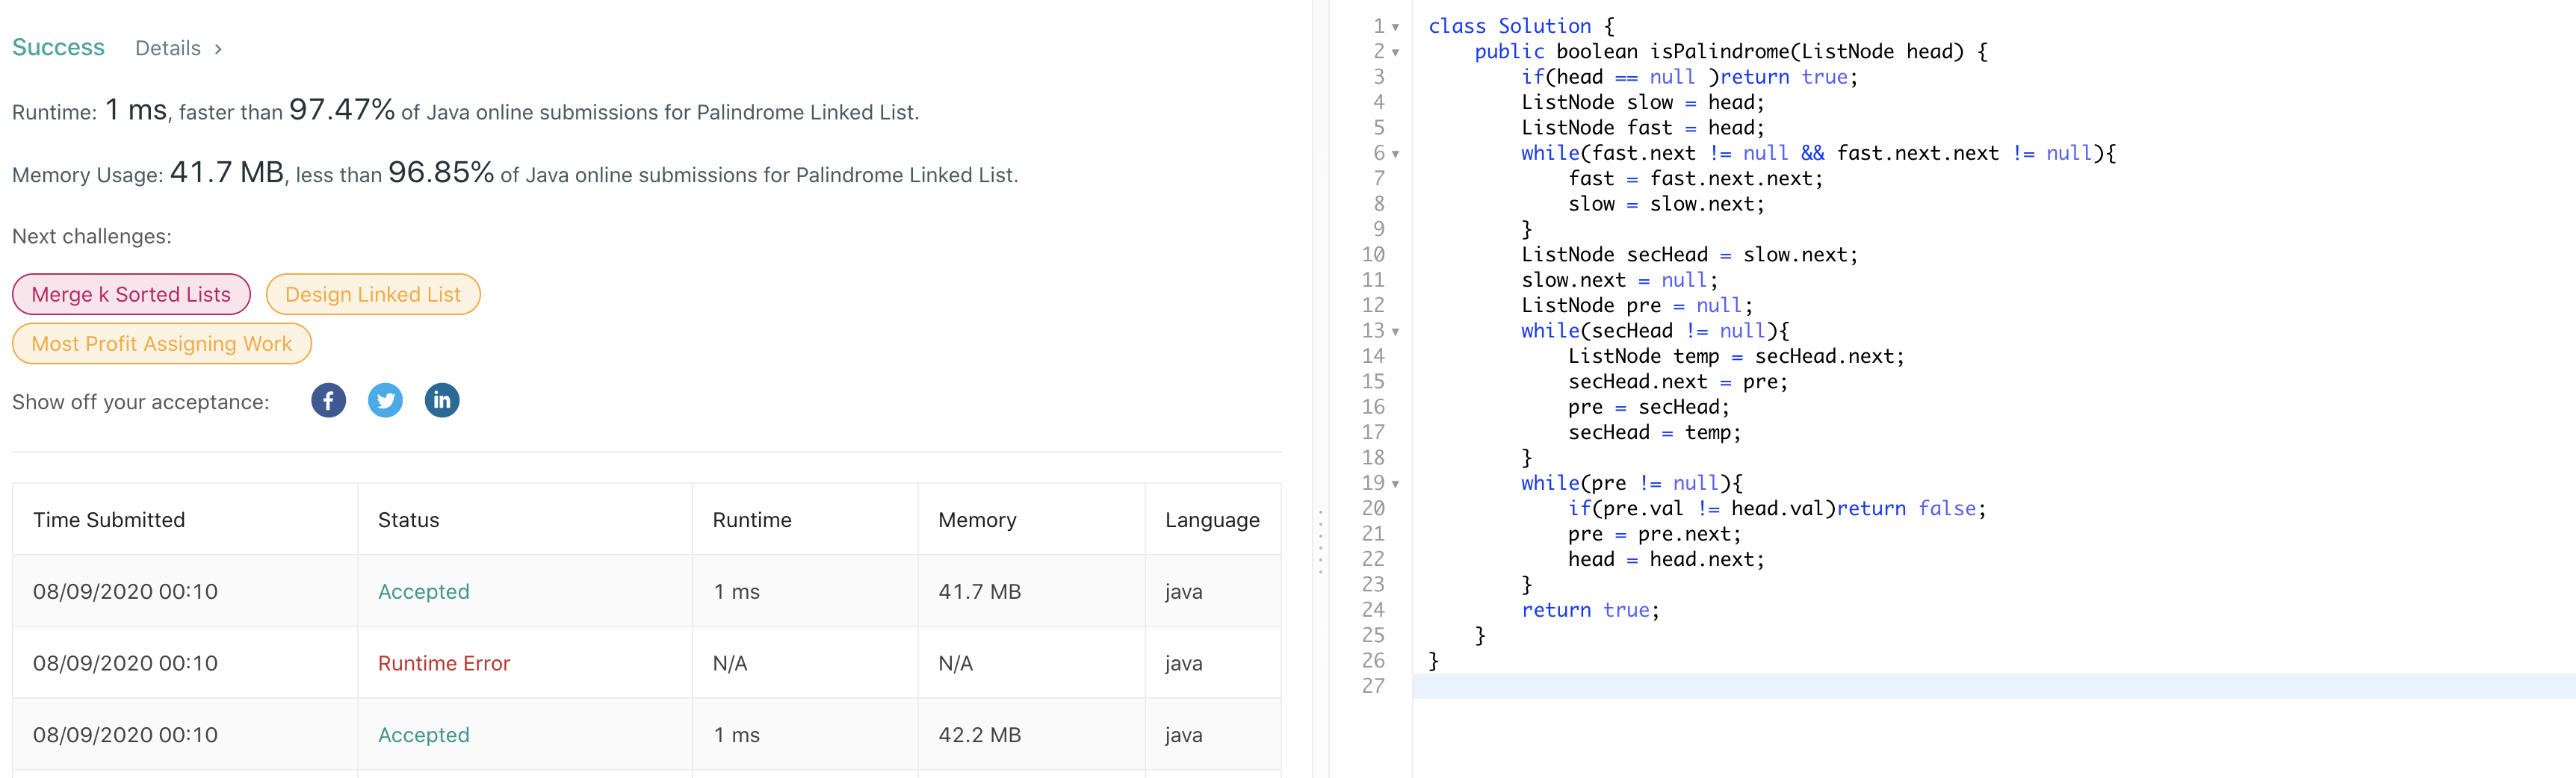 Success Details >
Runtime: 1 ms, faster than 97.47% of Java online submissions for Palindrome Linked List.
Memory Usage: 41.7 MB, less than 96.85% of Java online submissions for Palindrome Linked List.
Next challenges:
Merge k Sorted Lists Design Linked List
Most Profit Assigning Work
Show off your acceptance: f in
Time Submitted Status Runtime Memory Language
08/09/2020 00:10 Accepted 1 ms 41.7 MB java
08/09/2020 00:10 Runtime Error N/A N/A java
08/09/2020 00:10 Accepted 1 ms 42.2 MB java
1 class Solution {
2     public boolean isPalindrome(ListNode head) {
3         if(head == null )return true;
4         ListNode slow = head;
5         ListNode fast = head;
6         while(fast.next != null && fast.next.next != null){
7             fast = fast.next.next;
8             slow = slow.next;
9         }
10         ListNode secHead = slow.next;
11         slow.next = null;
12         ListNode pre = null;
13         while(secHead != null){
14             ListNode temp = secHead.next;
15             secHead.next = pre;
16             pre = secHead;
17             secHead = temp;
18         }
19         while(pre != null){
20             if(pre.val != head.val)return false;
21             pre = pre.next;
22             head = head.next;
23         }
24         return true;
25     }
26 }
27